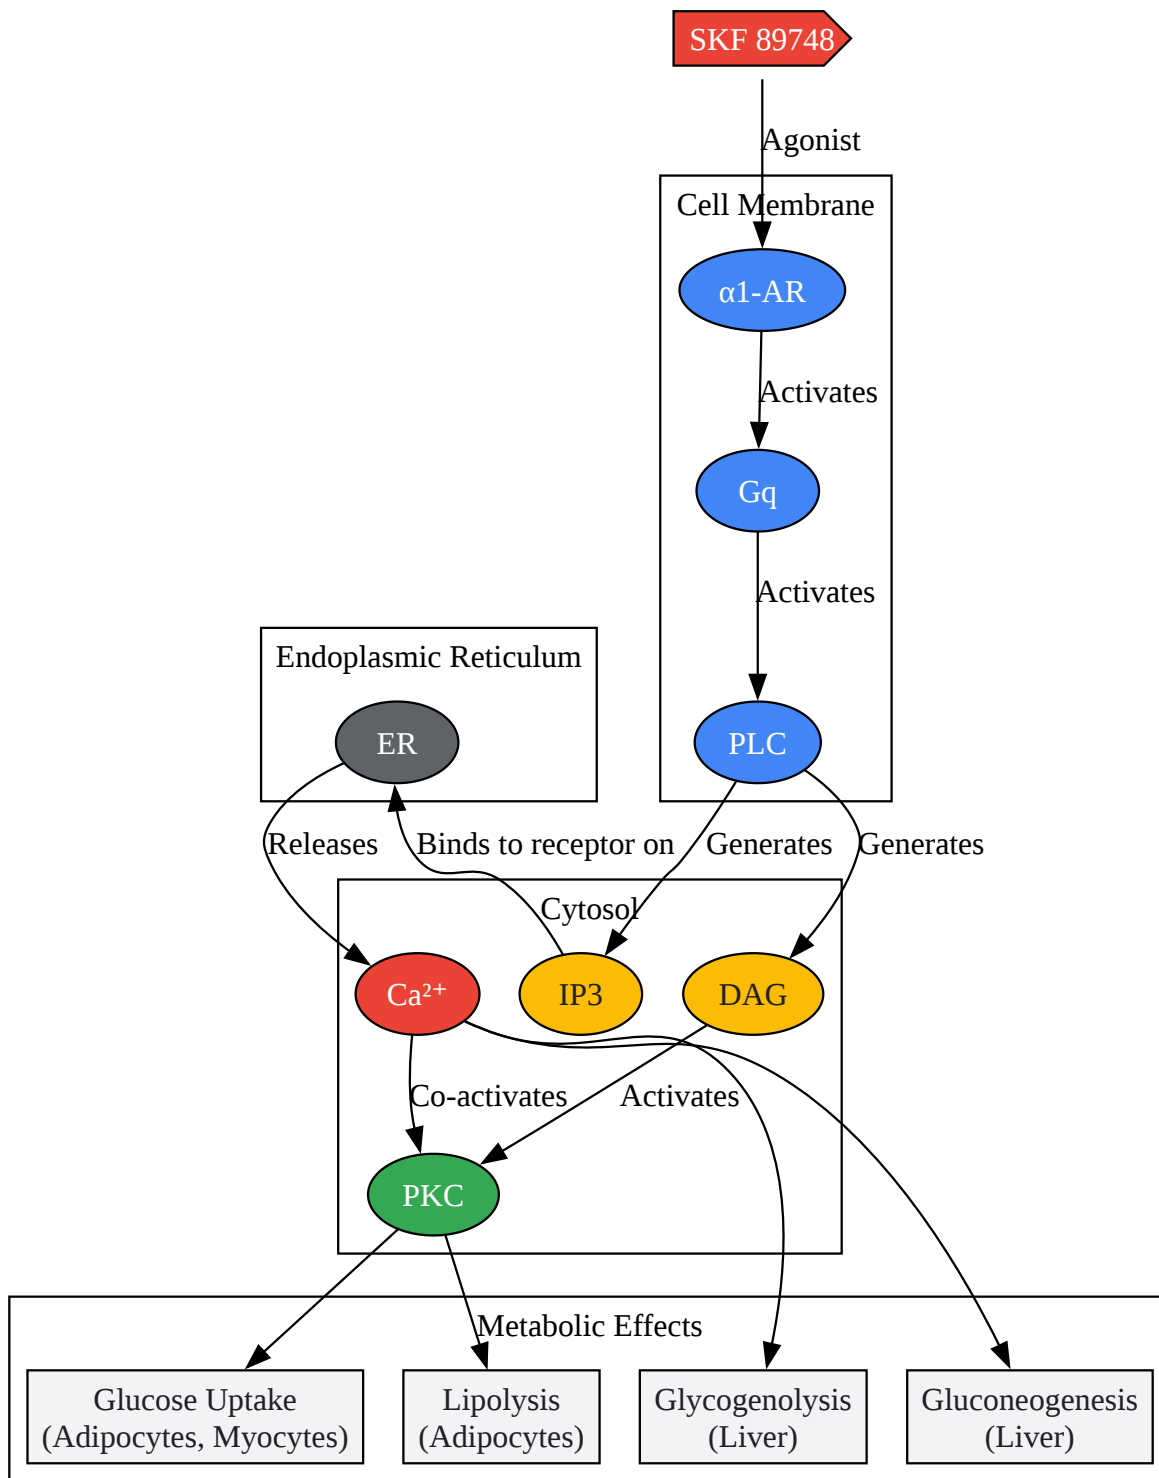 SKF 89748
Agonist
Cell Membrane
α1-AR
Activates
Gq
Activates
Endoplasmic Reticulum
ER
PLC
Releases
Binds to receptor on
Generates
Generates
Cytosol
Ca²⁺
IP3
DAG
Co-activates
Activates
PKC
Metabolic Effects
Glucose Uptake
(Adipocytes, Myocytes)
Lipolysis
(Adipocytes)
Glycogenolysis
(Liver)
Gluconeogenesis
(Liver)